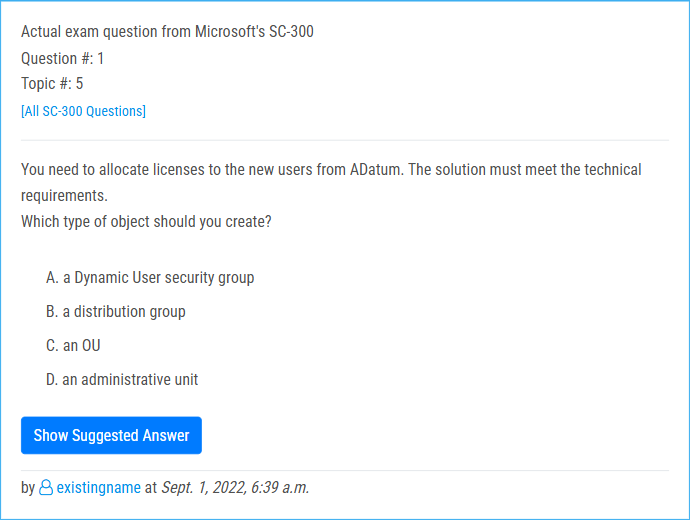 Actual exam question from Microsoft's SC-300
Question #: 1
Topic #: 5
[All SC-300 Questions]
You need to allocate licenses to the new users from ADatum. The solution must meet the technical
requirements.
Which type of object should you create?
A. a Dynamic User security group
B. a distribution group
C. an OU
D. an administrative unit
Show Suggested Answer
by existingname at Sept. 1, 2022, 6:39 a.m.